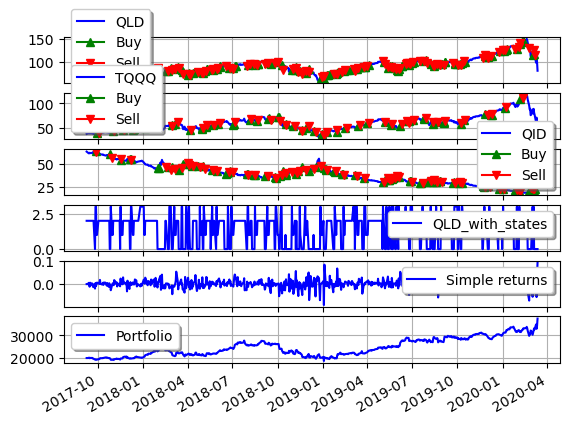 QLD
Buy
Sell
150
100
TQQQ
Buy
Sell
100
50
QID
Buy
Sell
50
25
QLD_with_states
2.5
0.0
Simple returns
0.1
0.0
Portfolio
30000
20000
2017-10
2018-01
2018-04
2018-07
2018-10
2019-01
2019-04
2019-07
2019-10
2020-01
2020-04